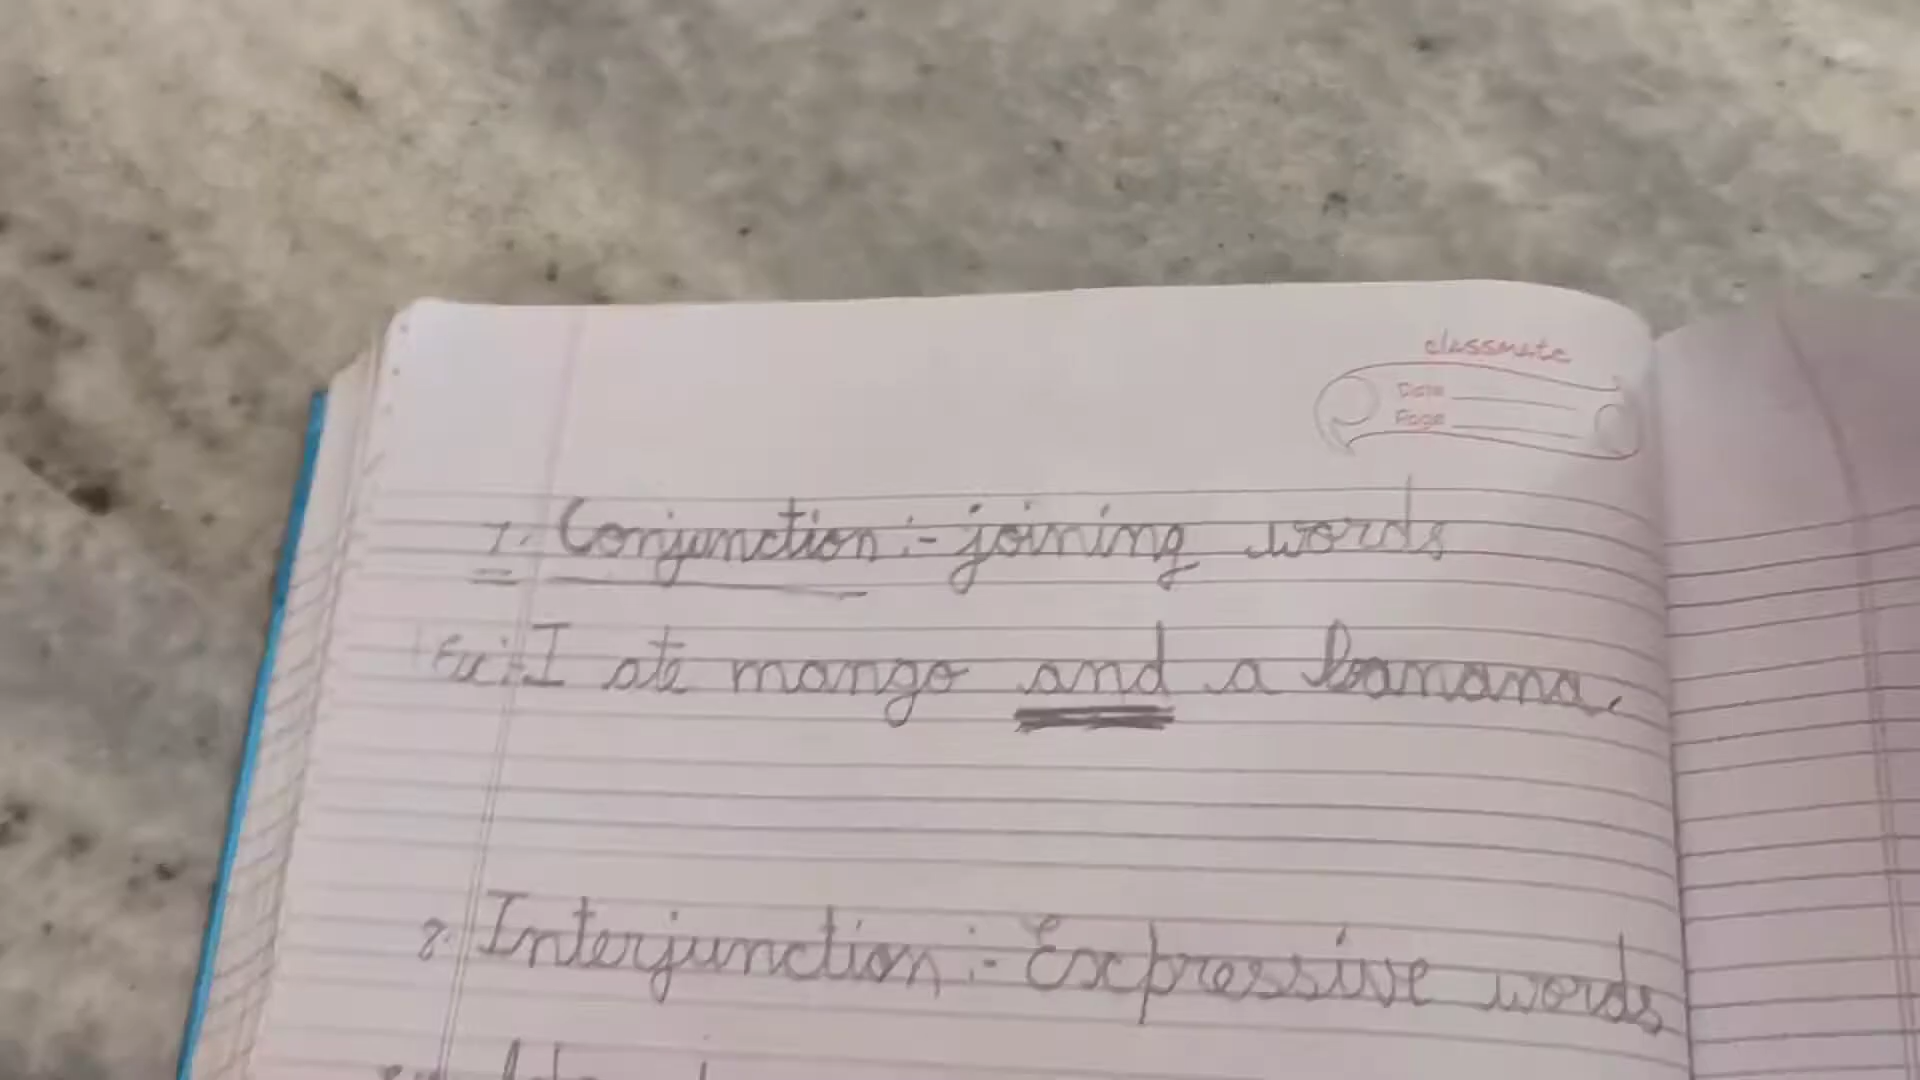 classmate
Date
Page
7. Conjunction :- joining words
Ex:- I ate mango and a banana.
8. Interjunction :- Expressive words